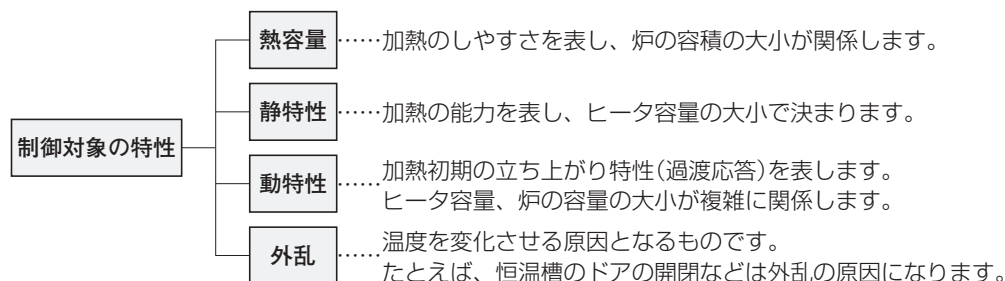 制御対象の特性
熱容量……加熱のしやすさを表し、炉の容積の大小が関係します。
静特性……加熱の能力を表し、ヒータ容量の大小で決まります。
動特性……加熱初期の立ち上がり特性(過渡応答)を表します。
ヒータ容量、炉の容量の大小が複雑に関係します。
外乱……温度を変化させる原因となるものです。
たとえば、恒温槽のドアの開閉などは外乱の原因になります。